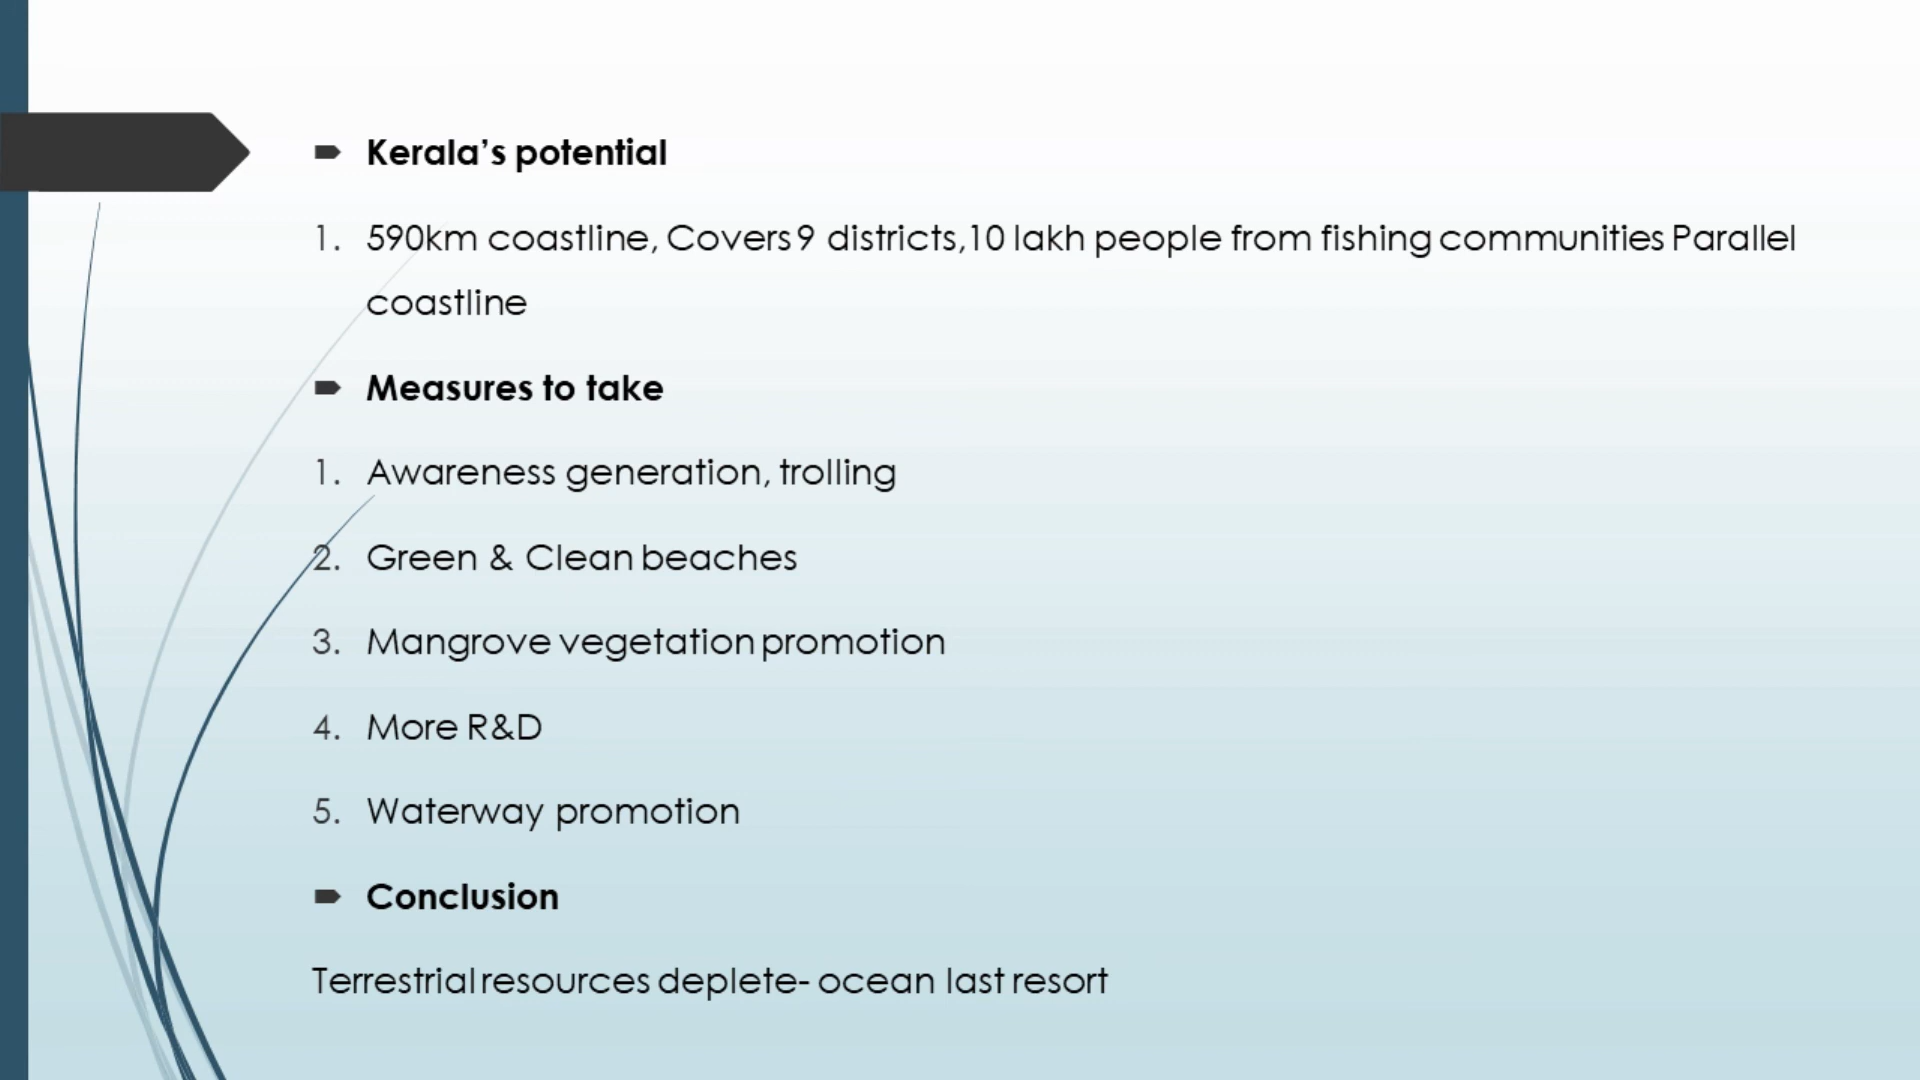 Kerala’s potential
1. 590km coastline, Covers 9 districts,10 lakh people from fishing communities Parallel
coastline
Measures to take
1. Awareness generation, trolling
2. Green & Clean beaches
3. Mangrove vegetation promotion
4. More R&D
5. Waterway promotion
Conclusion
Terrestrial resources deplete- ocean last resort